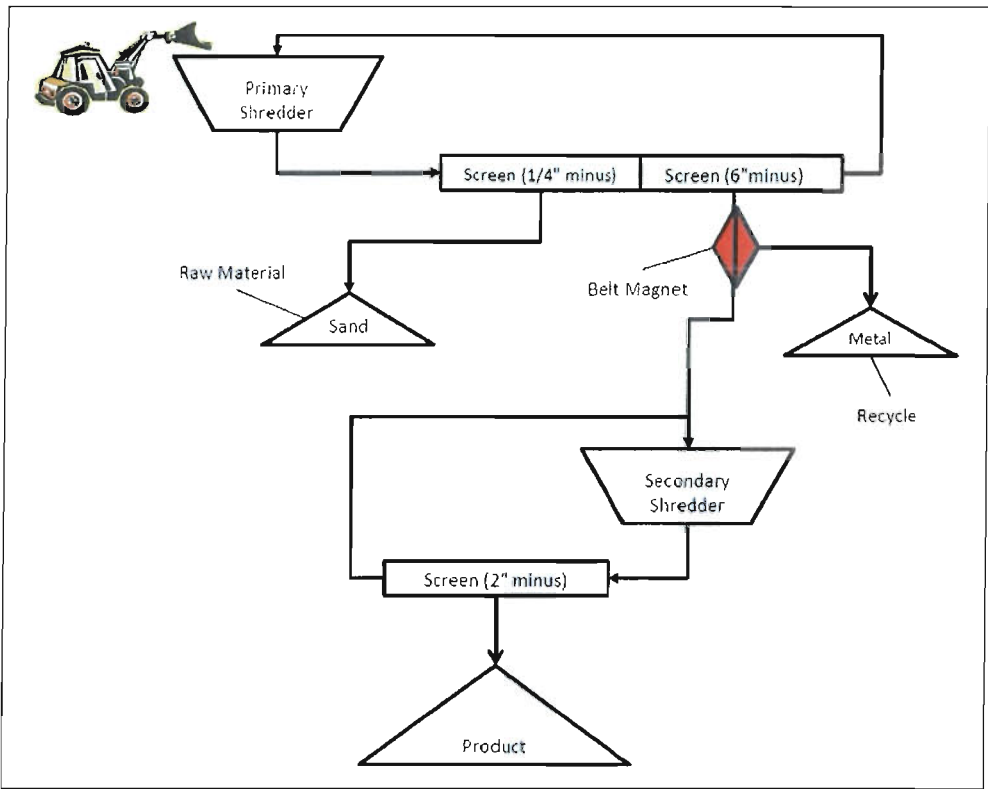 Primary
Shredder
Screen (1/4" minus)
Screen (6"minus)
Raw Material
Sand
Belt Magnet
Metal
Recycle
Secondary
Shredder
Screen (2" minus)
Product